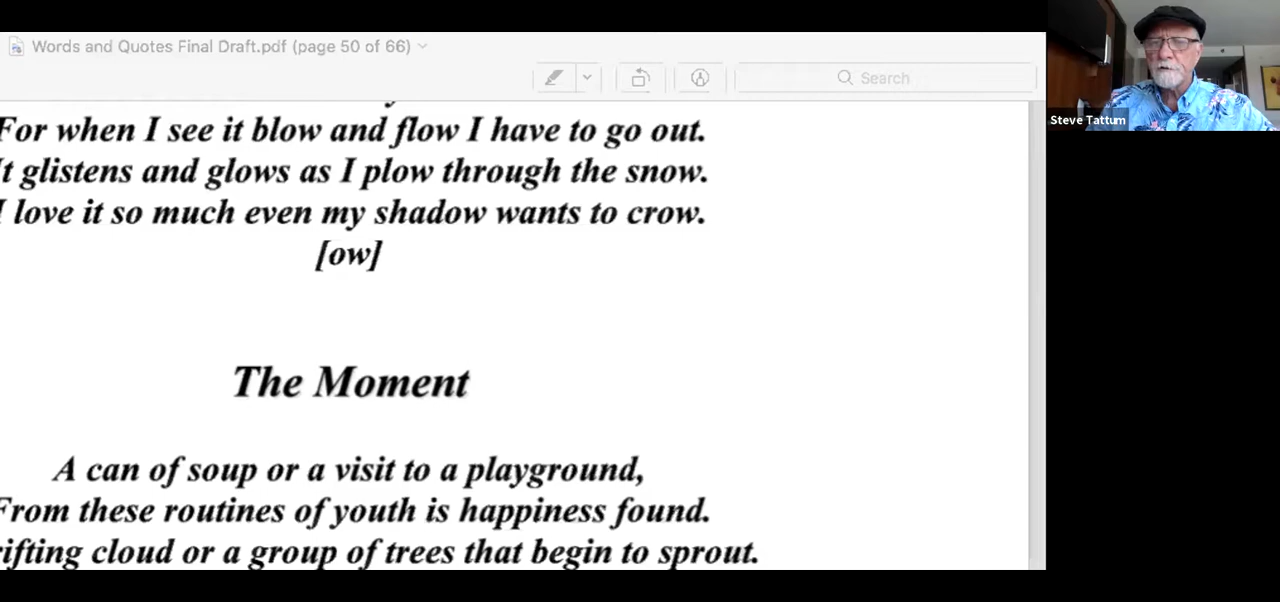 Words and Quotes Final Draft.pdf (page 50 of 66)
Search
Steve Tattum
For when I see it blow and flow I have to go out.
t glistens and glows as I plow through the snow.
I love it so much even my shadow wants to crow.
[ow]
The Moment
A can of soup or a visit to a playground,
From these routines of youth is happiness found.
ifting cloud or a group of trees that begin to sprout.